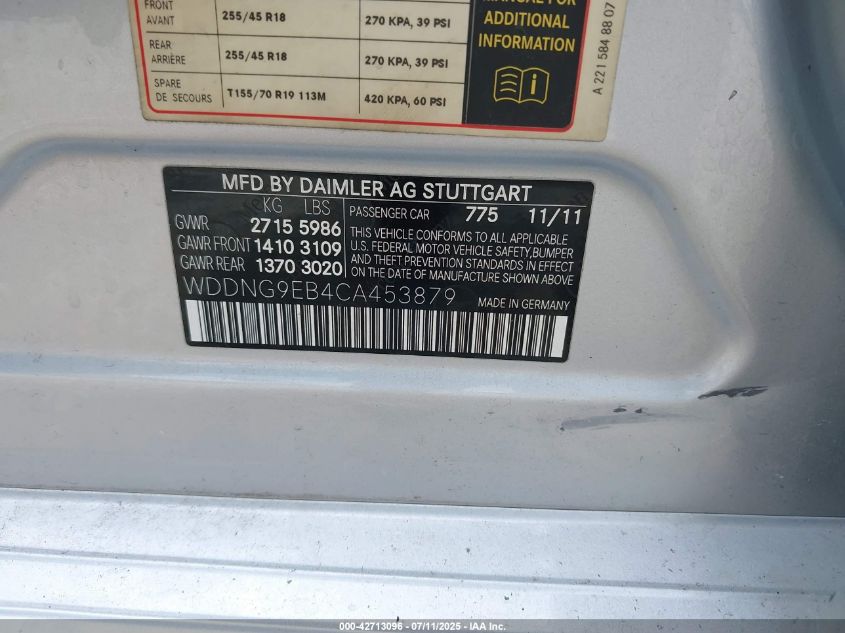 FRONT
AVANT
255/45 R18
270 KPA, 39 PSI
REAR
ARRIÈRE
255/45 R18
270 KPA, 39 PSI
SPARE
DE SECOURS
T155/70 R19 113M
420 KPA, 60 PSI
MANUAL FOR
ADDITIONAL
INFORMATION
A 221 584 88 07
MFD BY DAIMLER AG STUTTGART
KG LBS
GVWR 2715 5986
GAWR FRONT 1410 3109
GAWR REAR 1370 3020
PASSENGER CAR 775 11/11
THIS VEHICLE CONFORMS TO ALL APPLICABLE
U.S. FEDERAL MOTOR VEHICLE SAFETY,BUMPER
AND THEFT PREVENTION STANDARDS IN EFFECT
ON THE DATE OF MANUFACTURE SHOWN ABOVE
WDDNG9EB4CA453879
MADE IN GERMANY
000-42713096 - 07/11/2025 - IAA Inc.